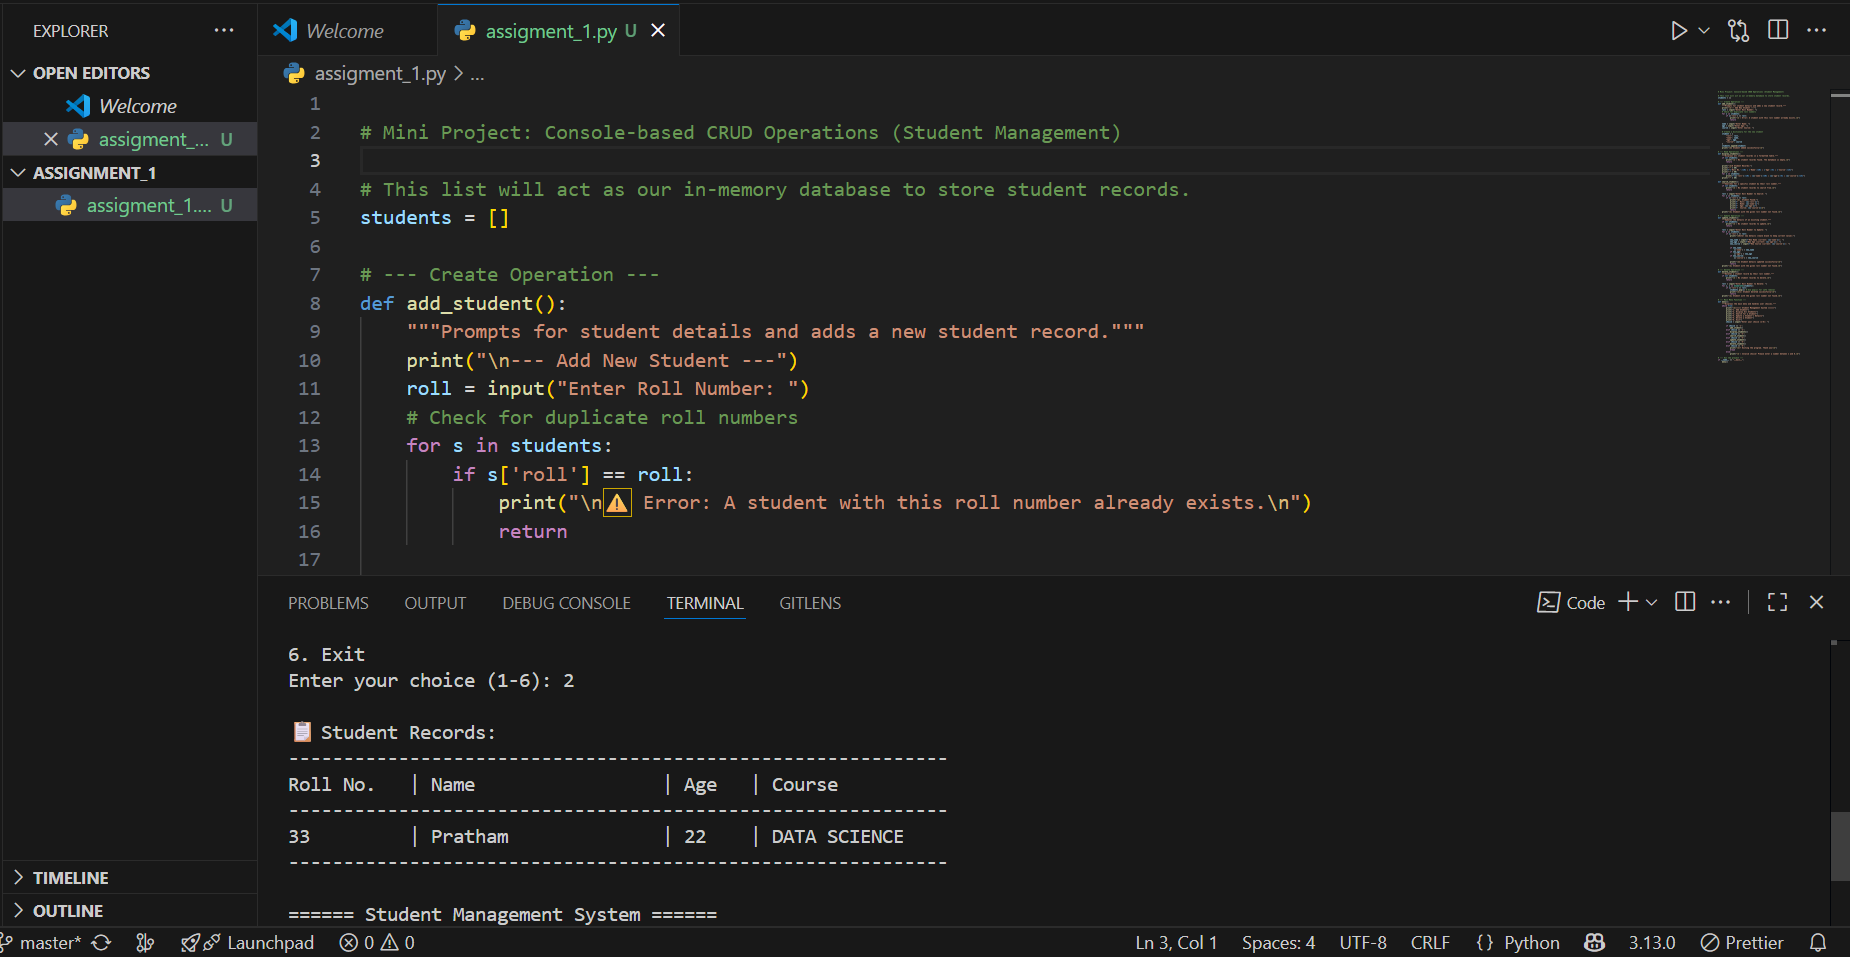 EXPLORER
OPEN EDITORS
Welcome
assigment_... U
ASSIGNMENT_1
assigment_1.... U
TIMELINE
OUTLINE
Welcome
assigment_1.py U
assigment_1.py > ...
1
2 # Mini Project: Console-based CRUD Operations (Student Management)
3
4 # This list will act as our in-memory database to store student records.
5 students = []
6
7 # --- Create Operation ---
8 def add_student():
9 """Prompts for student details and adds a new student record."""
10 print("\n--- Add New Student ---")
11 roll = input("Enter Roll Number: ")
12 # Check for duplicate roll numbers
13 for s in students:
14 if s['roll'] == roll:
15 print("\n⚠️ Error: A student with this roll number already exists.\n")
16 return
17
PROBLEMS OUTPUT DEBUG CONSOLE TERMINAL GITLENS
Code
6. Exit
Enter your choice (1-6): 2
📋 Student Records:
------------------------------------------------------------
Roll No. | Name | Age | Course
------------------------------------------------------------
33 | Pratham | 22 | DATA SCIENCE
------------------------------------------------------------
====== Student Management System ======
master* Launchpad 0 0 Ln 3, Col 1 Spaces: 4 UTF-8 CRLF {} Python 3.13.0 Prettier